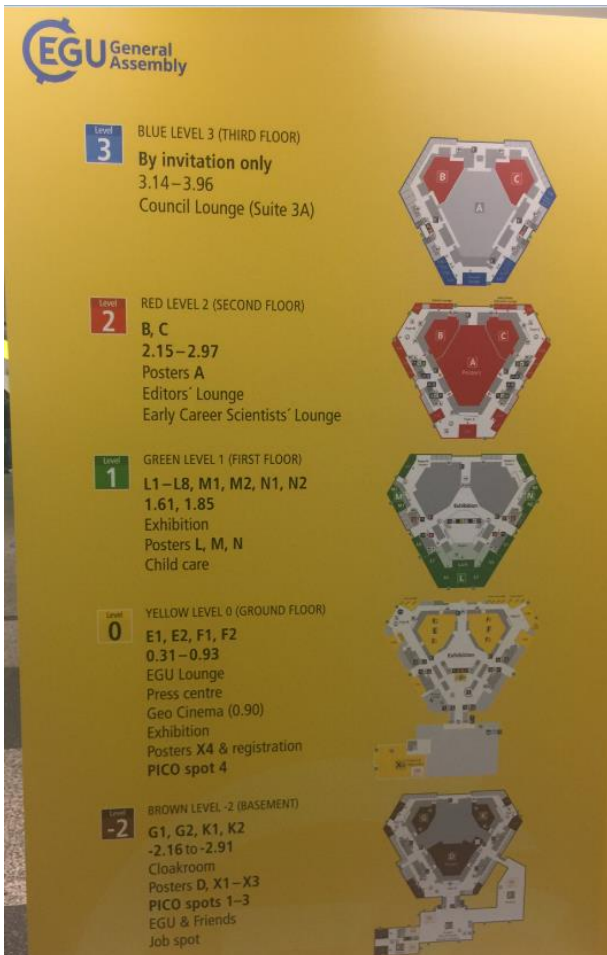 EGU General
Assembly
Level
3
BLUE LEVEL 3 (THIRD FLOOR)
By invitation only
3.14–3.96
Council Lounge (Suite 3A)
B
C
A
Level
2
RED LEVEL 2 (SECOND FLOOR)
B, C
2.15–2.97
Posters A
Editors´ Lounge
Early Career Scientists´ Lounge
B
C
A
Posters
Level
1
GREEN LEVEL 1 (FIRST FLOOR)
L1–L8, M1, M2, N1, N2
1.61, 1.85
Exhibition
Posters L, M, N
Child care
M
N
Exhibition
L
Level
0
YELLOW LEVEL 0 (GROUND FLOOR)
E1, E2, F1, F2
0.31–0.93
EGU Lounge
Press centre
Geo Cinema (0.90)
Exhibition
Posters X4 & registration
PICO spot 4
E
F
Exhibition
Level
-2
BROWN LEVEL -2 (BASEMENT)
G1, G2, K1, K2
-2.16 to -2.91
Cloakroom
Posters D, X1–X3
PICO spots 1–3
EGU & Friends
Job spot